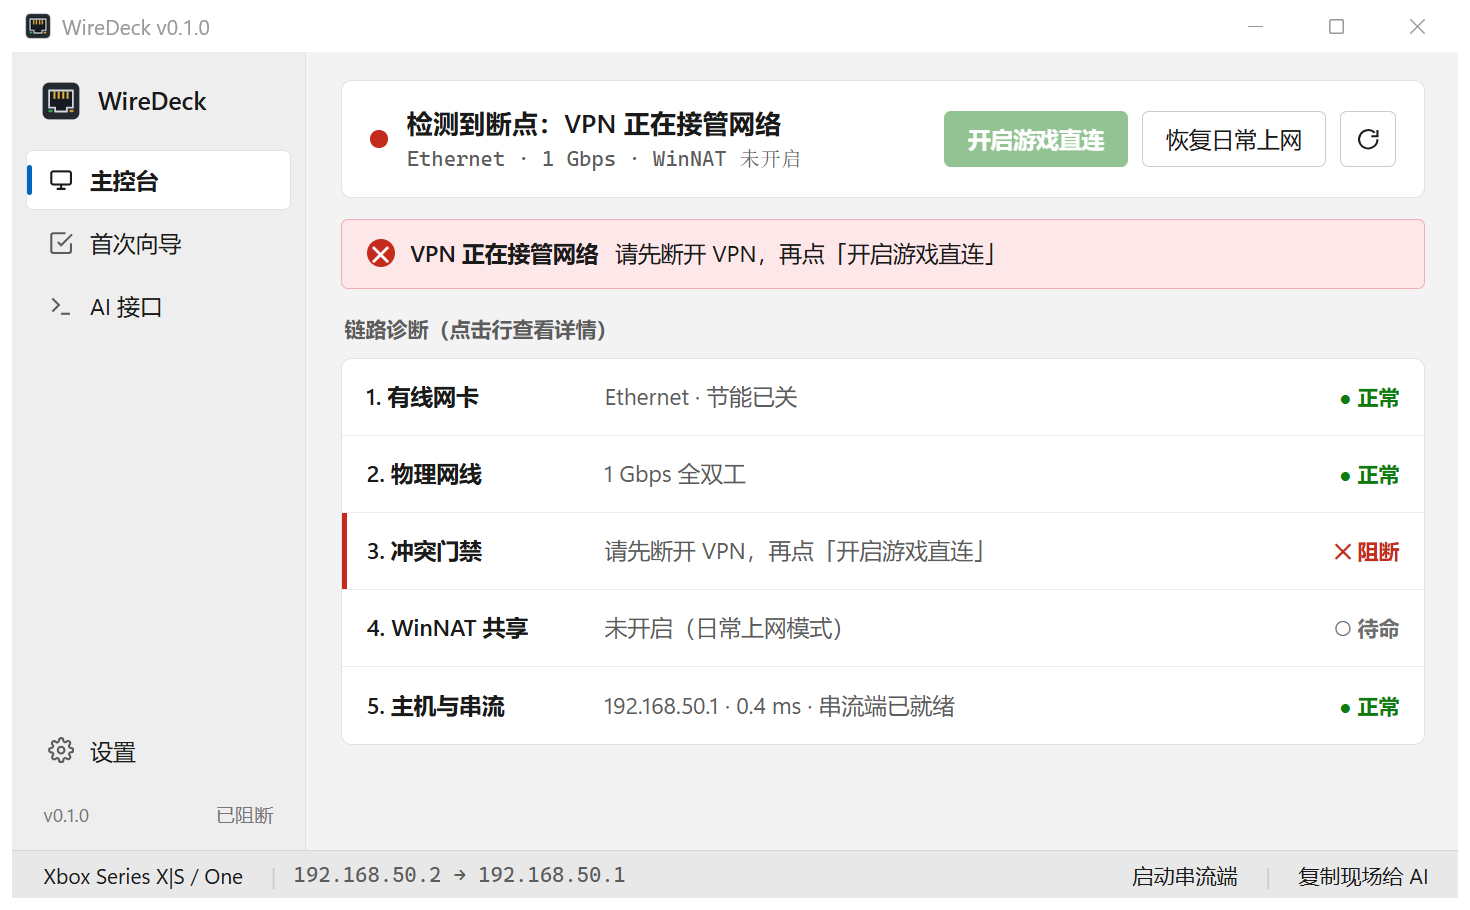 WireDeck v0.1.0
WireDeck
主控台
首次向导
AI 接口
设置
v0.1.0
已阻断
检测到断点：VPN 正在接管网络
Ethernet · 1 Gbps · WinNAT 未开启
开启游戏直连
恢复日常上网
VPN 正在接管网络 请先断开 VPN，再点「开启游戏直连」
链路诊断（点击行查看详情）
1. 有线网卡 Ethernet · 节能已关 正常
2. 物理网线 1 Gbps 全双工 正常
3. 冲突门禁 请先断开 VPN，再点「开启游戏直连」 阻断
4. WinNAT 共享 未开启（日常上网模式） 待命
5. 主机与串流 192.168.50.1 · 0.4 ms · 串流端已就绪 正常
Xbox Series X|S / One 192.168.50.2 → 192.168.50.1 启动串流端 复制现场给 AI